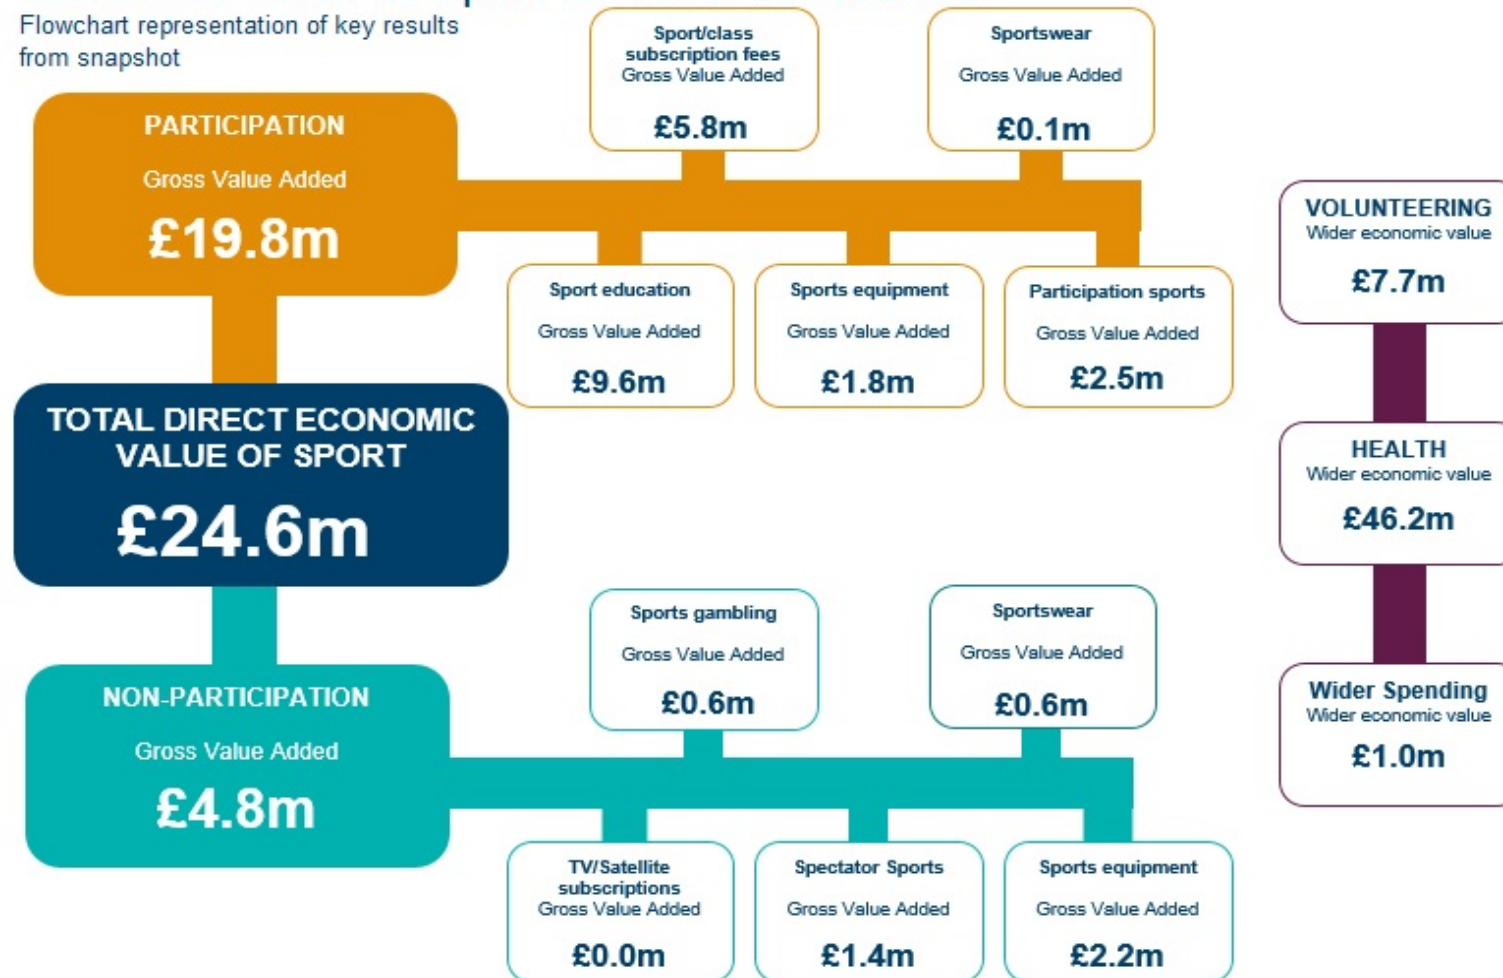 Flowchart representation of key results
from snapshot
PARTICIPATION
Gross Value Added
£19.8m
Sport/class
subscription fees
Gross Value Added
£5.8m
Sportswear
Gross Value Added
£0.1m
Sport education
Gross Value Added
£9.6m
Sports equipment
Gross Value Added
£1.8m
Participation sports
Gross Value Added
£2.5m
TOTAL DIRECT ECONOMIC
VALUE OF SPORT
£24.6m
NON-PARTICIPATION
Gross Value Added
£4.8m
Sports gambling
Gross Value Added
£0.6m
Sportswear
Gross Value Added
£0.6m
TV/Satellite
subscriptions
Gross Value Added
£0.0m
Spectator Sports
Gross Value Added
£1.4m
Sports equipment
Gross Value Added
£2.2m
VOLUNTEERING
Wider economic value
£7.7m
HEALTH
Wider economic value
£46.2m
Wider Spending
Wider economic value
£1.0m